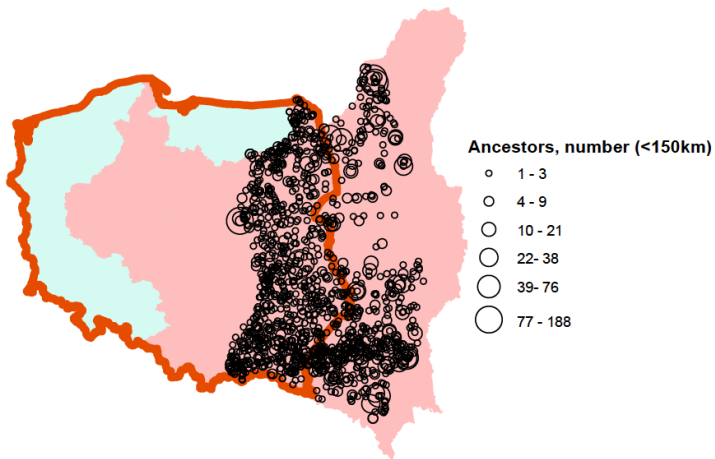 Ancestors, number (<150km)
1 - 3
4 - 9
10 - 21
22- 38
39- 76
77 - 188